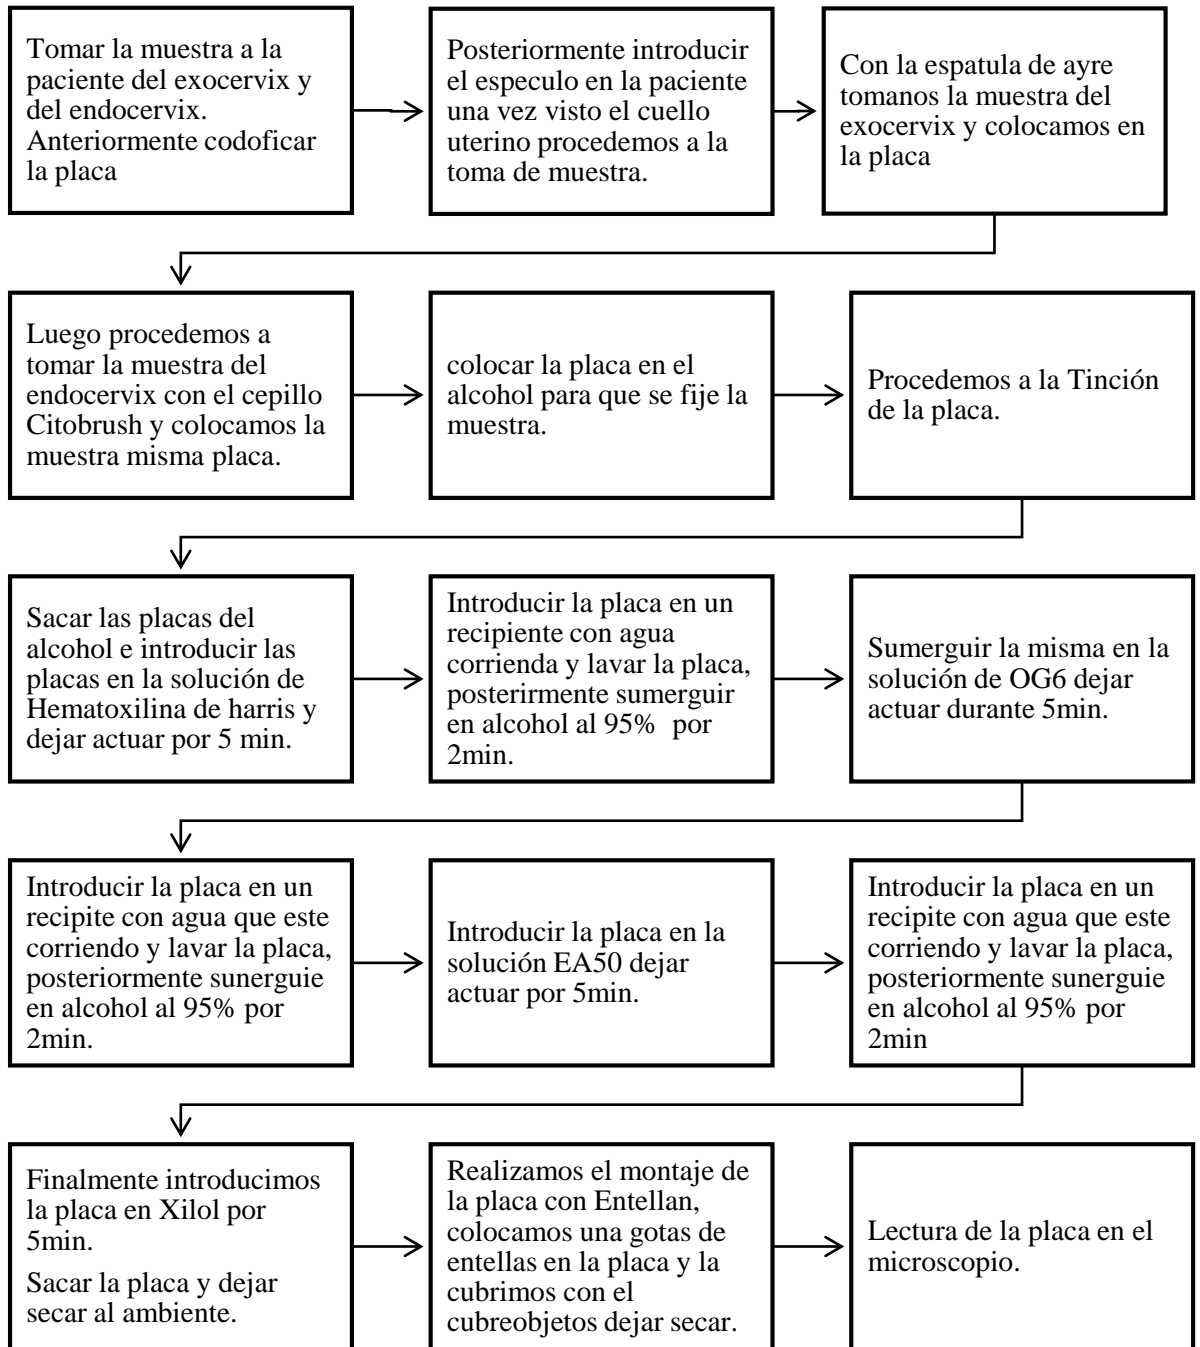 Tomar la muestra a la
paciente del exocervix y
del endocervix.
Anteriormente codoficar
la placa
Posteriormente introducir
el especulo en la paciente
una vez visto el cuello
uterino procedemos a la
toma de muestra.
Con la espatula de ayre
tomanos la muestra del
exocervix y colocamos en
la placa
Luego procedemos a
tomar la muestra del
endocervix con el cepillo
Citobrush y colocamos la
muestra misma placa.
colocar la placa en el
alcohol para que se fije la
muestra.
Procedemos a la Tinción
de la placa.
Sacar las placas del
alcohol e introducir las
placas en la solución de
Hematoxilina de harris y
dejar actuar por 5 min.
Introducir la placa en un
recipiente con agua
corrienda y lavar la placa,
posterirmente sumerguir
en alcohol al 95% por
2min.
Sumerguir la misma en la
solución de OG6 dejar
actuar durante 5min.
Introducir la placa en un
recipite con agua que este
corriendo y lavar la placa,
posteriormente sunerguie
en alcohol al 95% por
2min.
Introducir la placa en la
solución EA50 dejar
actuar por 5min.
Introducir la placa en un
recipite con agua que este
corriendo y lavar la placa,
posteriormente sunerguie
en alcohol al 95% por
2min
Finalmente introducimos
la placa en Xilol por
5min.
Sacar la placa y dejar
secar al ambiente.
Realizamos el montaje de
la placa con Entellan,
colocamos una gotas de
entellas en la placa y la
cubrimos con el
cubreobjetos dejar secar.
Lectura de la placa en el
microscopio.